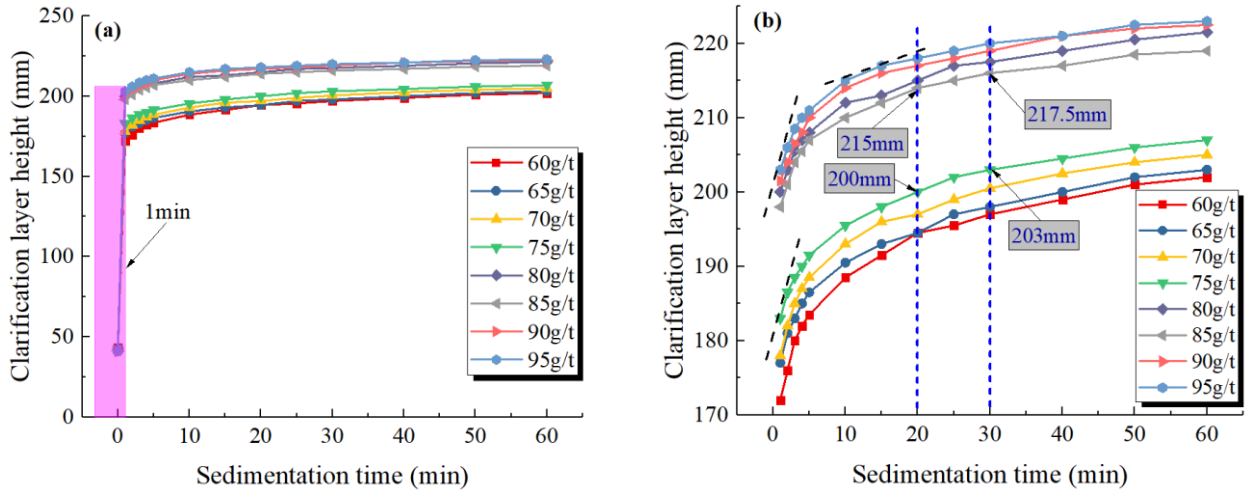 (a)
Clarification layer height (mm)
250
200
150
100
50
0
1min
60g/t
65g/t
70g/t
75g/t
80g/t
85g/t
90g/t
95g/t
0 10 20 30 40 50 60
Sedimentation time (min)
(b)
Clarification layer height (mm)
220
210
200
190
180
170
215mm
217.5mm
200mm
203mm
60g/t
65g/t
70g/t
75g/t
80g/t
85g/t
90g/t
95g/t
0 10 20 30 40 50 60
Sedimentation time (min)